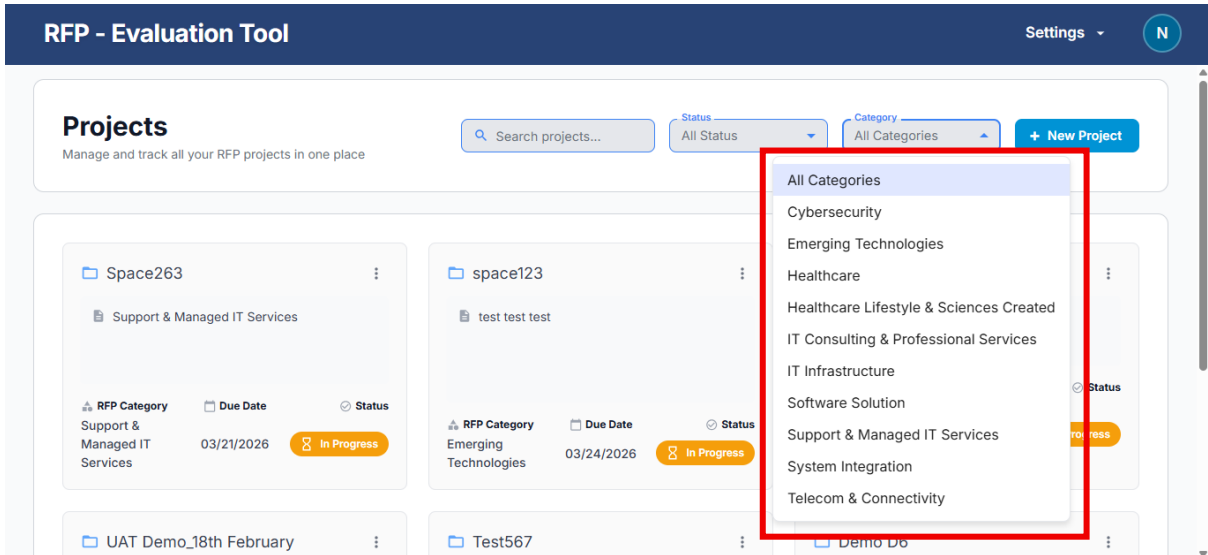 RFP - Evaluation Tool
Settings
N
Projects
Manage and track all your RFP projects in one place
Search projects...
Status
All Status
Category
All Categories
+ New Project
All Categories
Cybersecurity
Emerging Technologies
Healthcare
Healthcare Lifestyle & Sciences Created
IT Consulting & Professional Services
IT Infrastructure
Software Solution
Support & Managed IT Services
System Integration
Telecom & Connectivity
Space263
Support & Managed IT Services
RFP Category
Due Date
Status
Support &
Managed IT
Services
03/21/2026
In Progress
space123
test test test
RFP Category
Due Date
Status
Emerging
Technologies
03/24/2026
In Progress
Status
UAT Demo_18th February
Test567
Demo D6